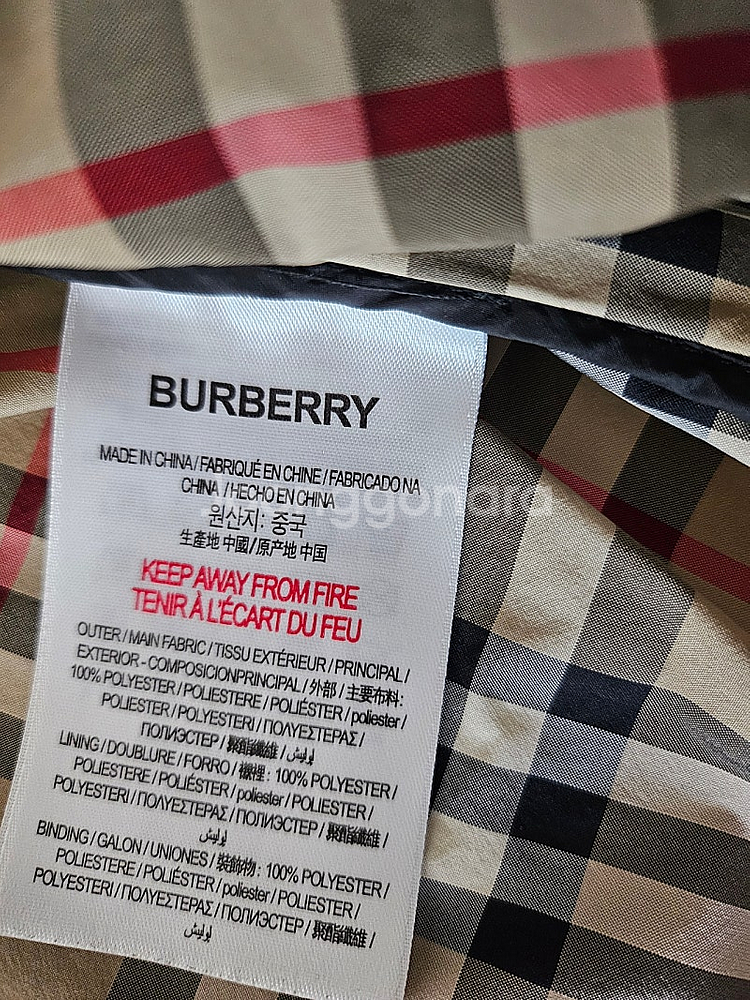 BURBERRY
MADE IN CHINA / FABRIQUÉ EN CHINE / FABRICADO NA
CHINA / HECHO EN CHINA
원산지: 중국
生產地 中國/原产地 中国
KEEP AWAY FROM FIRE
TENIR À L'ÉCART DU FEU
OUTER / MAIN FABRIC / TISSU EXTÉRIEUR / PRINCIPAL /
EXTERIOR - COMPOSICIONPRINCIPAL / 外部 / 主要布料:
100% POLYESTER / POLIESTERE / POLIÉSTER / poliester /
POLIESTER / POLYESTERI / ΠΟΛΥΕΣΤΕΡΑΣ /
ПОЛИЭСТЕР / 聚酯纖維 / بوليستر
LINING / DOUBLURE / FORRO / 襯裡 : 100% POLYESTER /
POLIESTERE / POLIÉSTER / poliester / POLIESTER /
POLYESTERI / ΠΟΛΥΕΣΤΕΡΑΣ / ПОЛИЭСТЕР / 聚酯纖維 /
بوليستر
BINDING / GALON / UNIONES / 裝飾物 : 100% POLYESTER /
POLIESTERE / POLIÉSTER / poliester / POLIESTER /
POLYESTERI / ΠΟΛΥΕΣΤΕΡΑΣ / ПОЛИЭСТЕР / 聚酯纖維 /
بوليستر